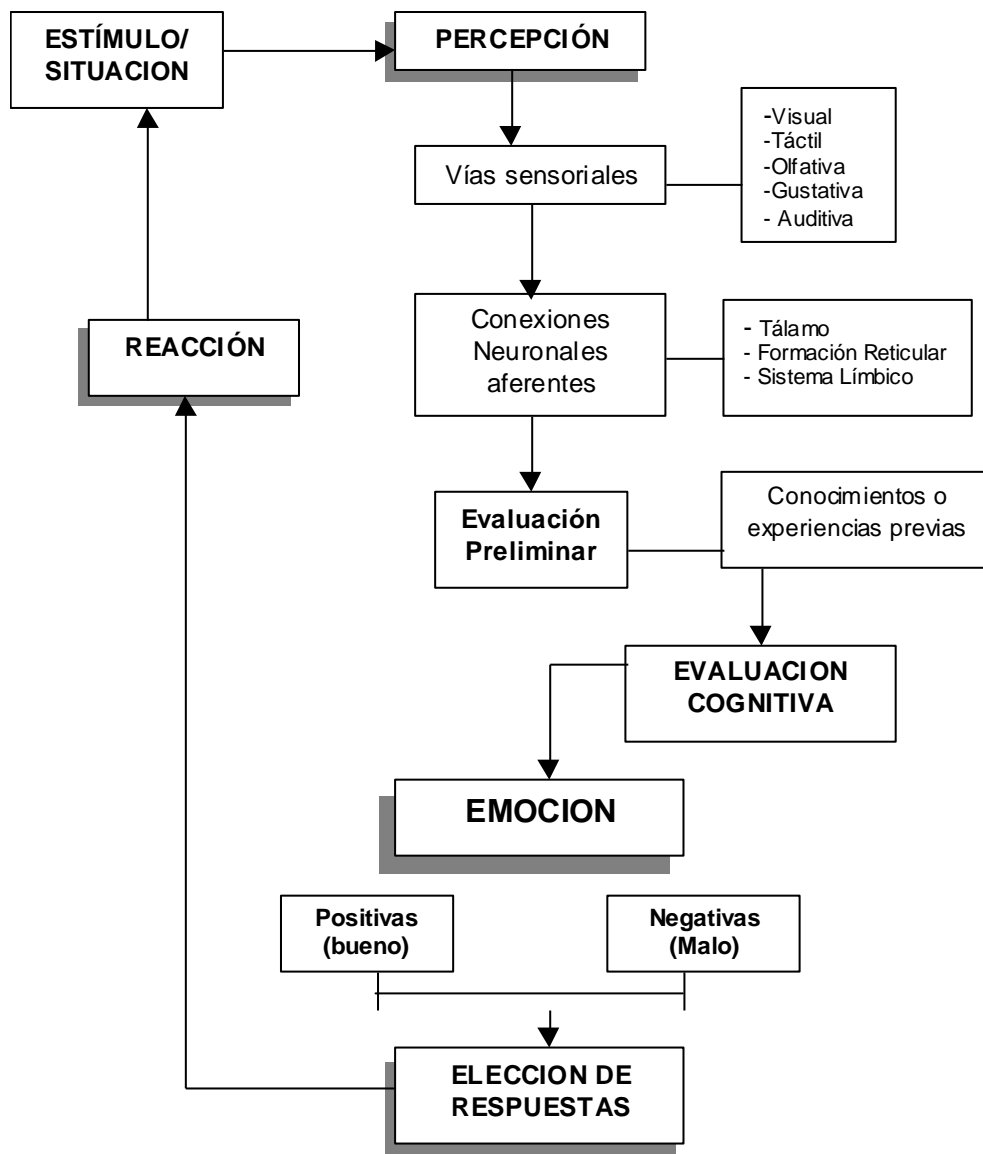 ESTÍMULO/
SITUACION
PERCEPCIÓN
Vías sensoriales
-Visual
-Táctil
-Olfativa
-Gustativa
- Auditiva
Conexiones
Neuronales
aferentes
- Tálamo
- Formación Reticular
- Sistema Límbico
REACCIÓN
Evaluación
Preliminar
Conocimientos o
experiencias previas
EVALUACION
COGNITIVA
EMOCION
Positivas
(bueno)
Negativas
(Malo)
ELECCION DE
RESPUESTAS